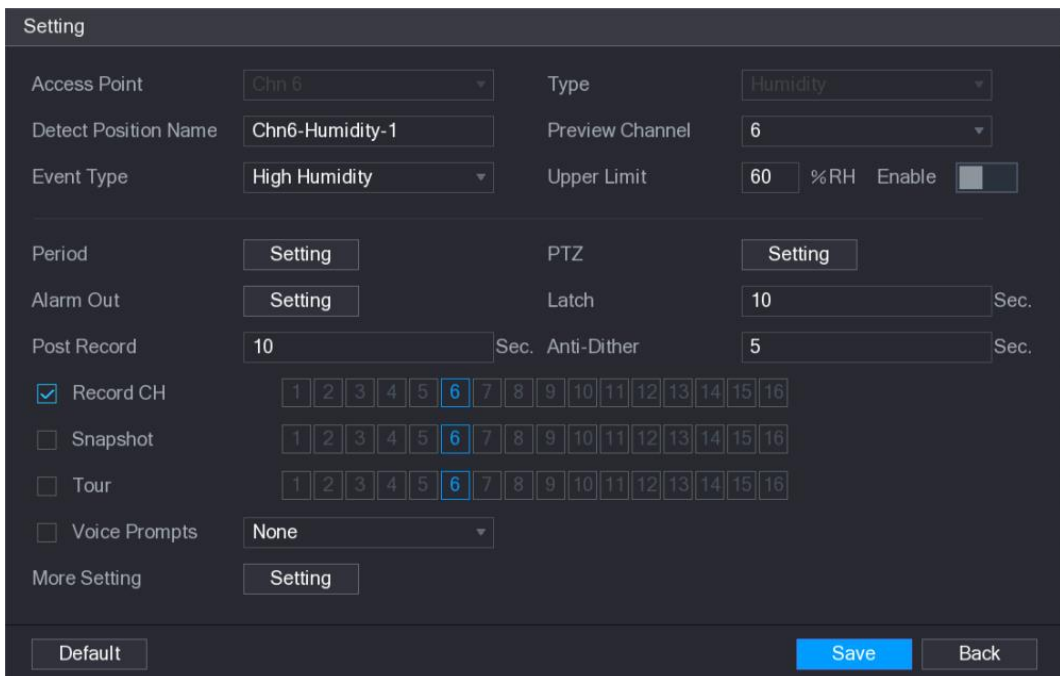 Setting
Access Point Chn 6 Type Humidity
Detect Position Name Chn6-Humidity-1 Preview Channel 6
Event Type High Humidity Upper Limit 60 %RH Enable
Period Setting PTZ Setting
Alarm Out Setting Latch 10 Sec.
Post Record 10 Sec. Anti-Dither 5 Sec.
Record CH 1 2 3 4 5 6 7 8 9 10 11 12 13 14 15 16
Snapshot 1 2 3 4 5 6 7 8 9 10 11 12 13 14 15 16
Tour 1 2 3 4 5 6 7 8 9 10 11 12 13 14 15 16
Voice Prompts None
More Setting Setting
Default Save Back